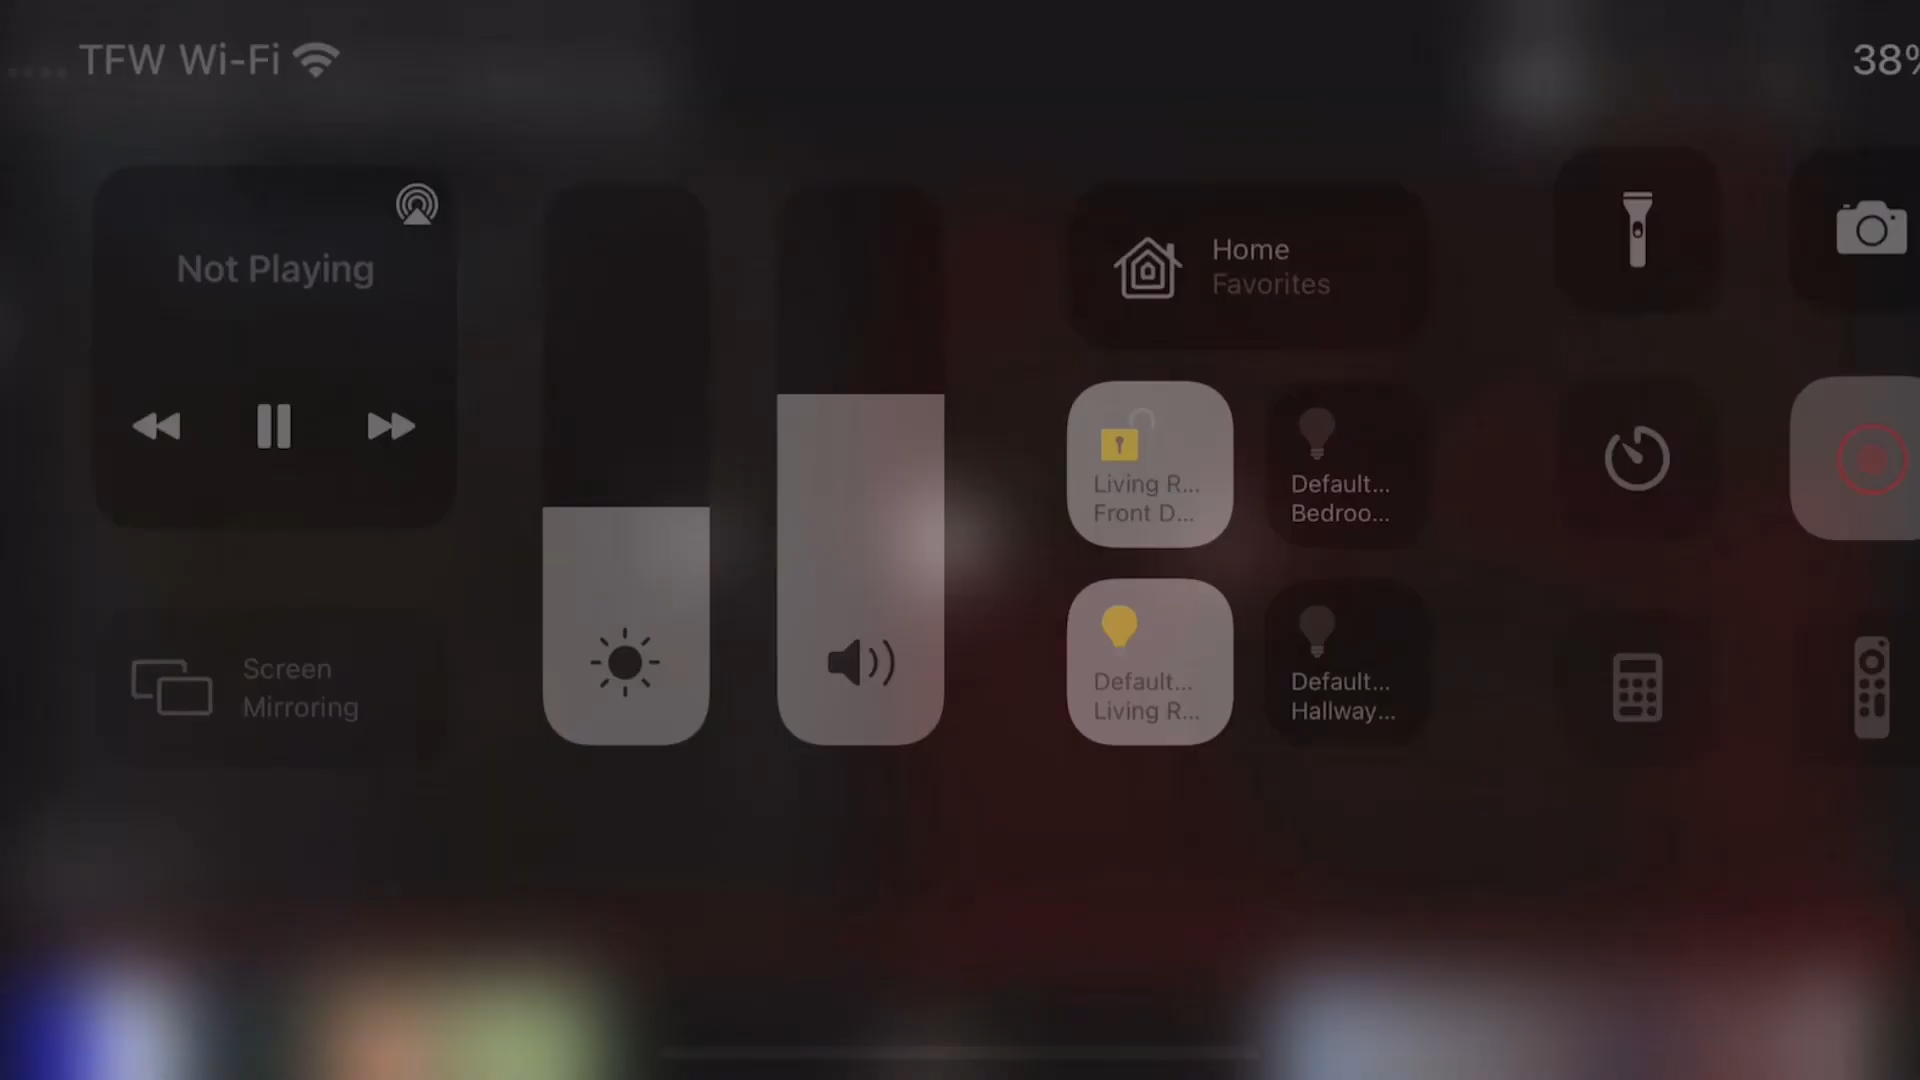 TFW Wi-Fi
38%
Not Playing
Home
Favorites
Living R...
Front D...
Default...
Bedroo...
Screen
Mirroring
Default...
Living R...
Default...
Hallway...